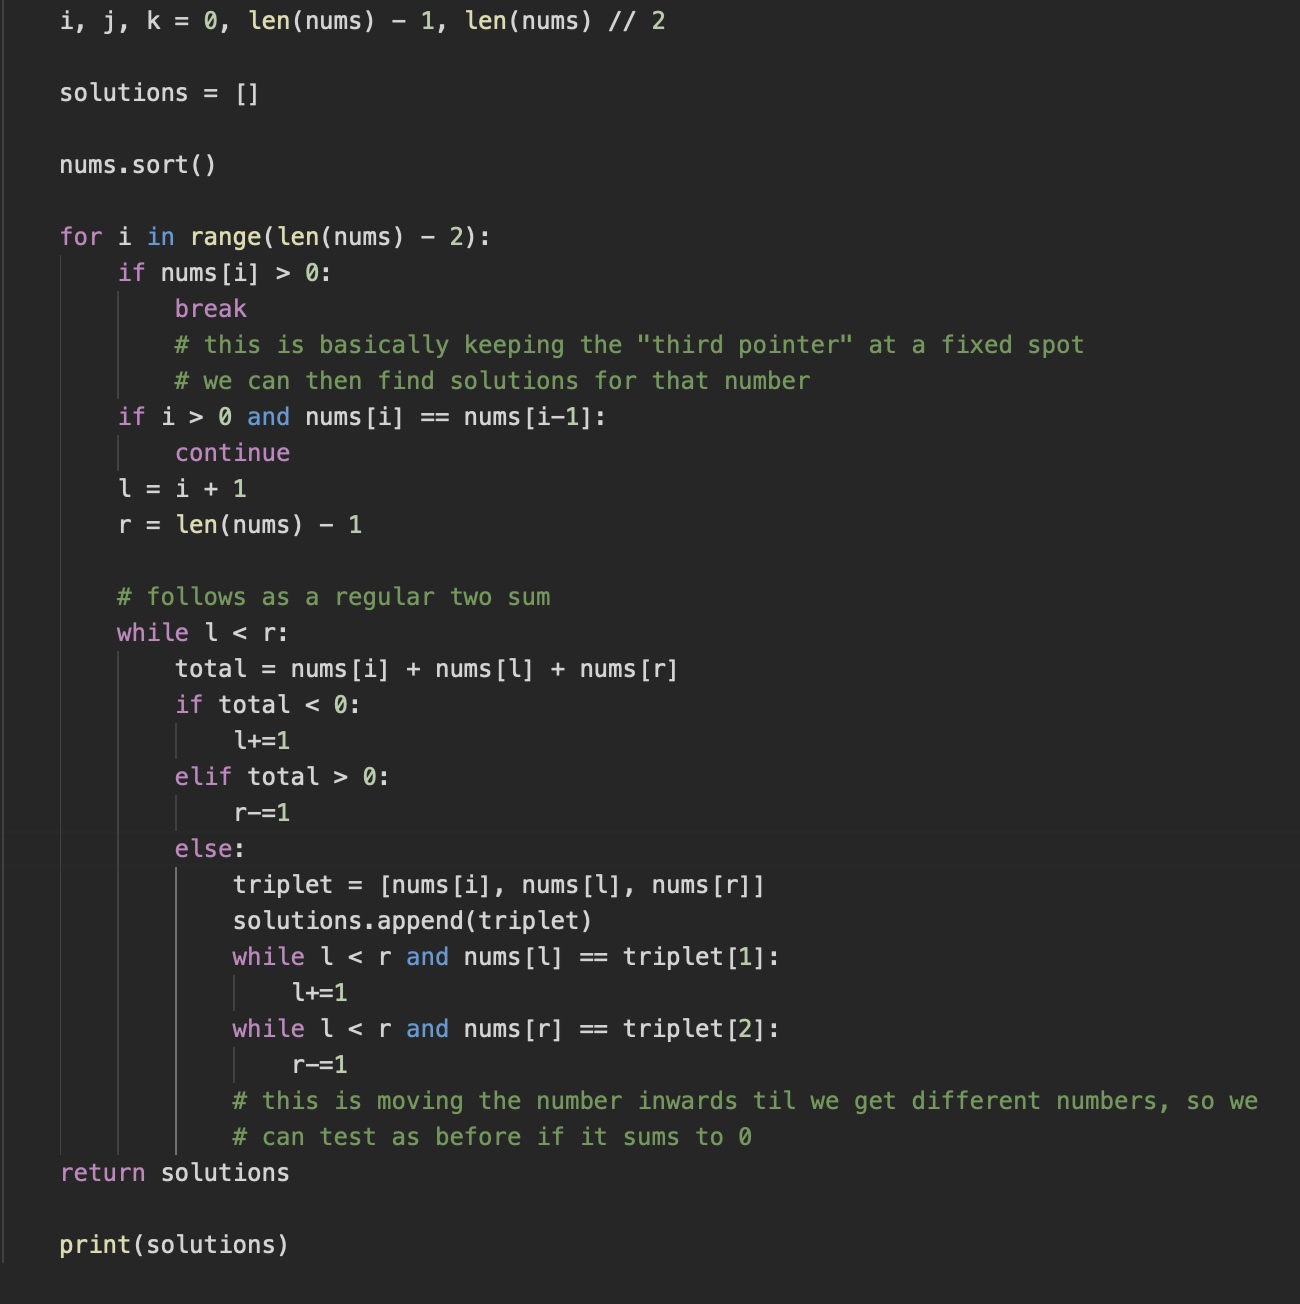 i, j, k = 0, len(nums) - 1, len(nums) // 2
solutions = []
nums.sort()
for i in range(len(nums) - 2):
if nums[i] > 0:
break
# this is basically keeping the "third pointer" at a fixed spot
# we can then find solutions for that number
if i > 0 and nums[i] == nums[i-1]:
continue
l = i + 1
r = len(nums) - 1
# follows as a regular two sum
while l < r:
total = nums[i] + nums[l] + nums[r]
if total < 0:
l+=1
elif total > 0:
r-=1
else:
triplet = [nums[i], nums[l], nums[r]]
solutions.append(triplet)
while l < r and nums[l] == triplet[1]:
l+=1
while l < r and nums[r] == triplet[2]:
r-=1
# this is moving the number inwards til we get different numbers, so we
# can test as before if it sums to 0
return solutions
print(solutions)